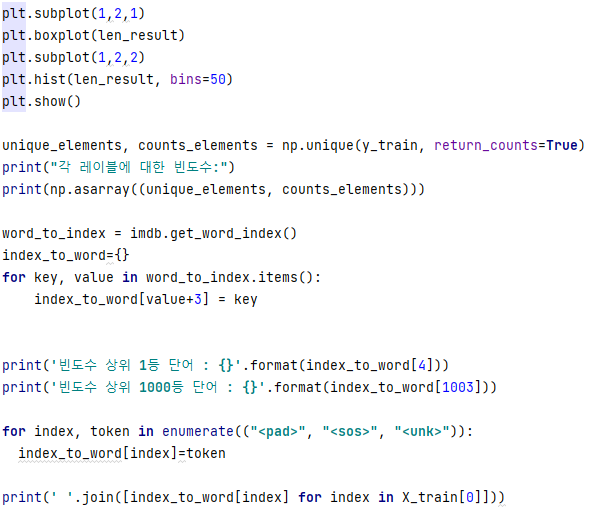 plt.subplot(1,2,1)
plt.boxplot(len_result)
plt.subplot(1,2,2)
plt.hist(len_result, bins=50)
plt.show()

unique_elements, counts_elements = np.unique(y_train, return_counts=True)
print("각 레이블에 대한 빈도수:")
print(np.asarray((unique_elements, counts_elements)))

word_to_index = imdb.get_word_index()
index_to_word={}
for key, value in word_to_index.items():
    index_to_word[value+3] = key


print('빈도수 상위 1등 단어 : {}'.format(index_to_word[4]))
print('빈도수 상위 1000등 단어 : {}'.format(index_to_word[1003]))

for index, token in enumerate(("<pad>", "<sos>", "<unk>")):
  index_to_word[index]=token

print(' '.join([index_to_word[index] for index in X_train[0]]))